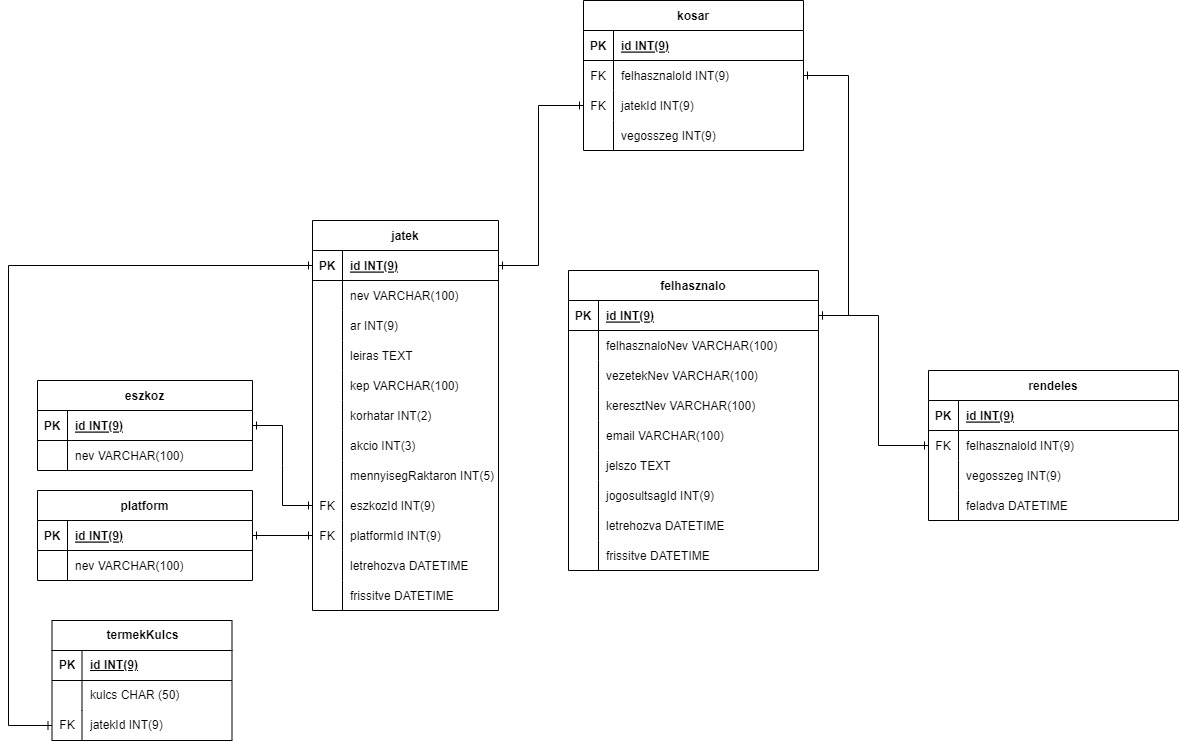 kosar
PK id INT(9)
FK felhasznaloId INT(9)
FK jatekId INT(9)
vegosszeg INT(9)
jatek
PK id INT(9)
nev VARCHAR(100)
ar INT(9)
leiras TEXT
kep VARCHAR(100)
korhatar INT(2)
akcio INT(3)
mennyisegRaktaron INT(5)
FK eszkozId INT(9)
FK platformId INT(9)
letrehozva DATETIME
frissitve DATETIME
felhasznalo
PK id INT(9)
felhasznaloNev VARCHAR(100)
vezetekNev VARCHAR(100)
keresztNev VARCHAR(100)
email VARCHAR(100)
jelszo TEXT
jogosultsagId INT(9)
letrehozva DATETIME
frissitve DATETIME
rendeles
PK id INT(9)
FK felhasznaloId INT(9)
vegosszeg INT(9)
feladva DATETIME
eszkoz
PK id INT(9)
nev VARCHAR(100)
platform
PK id INT(9)
nev VARCHAR(100)
termekKulcs
PK id INT(9)
kulcs CHAR (50)
FK jatekId INT(9)